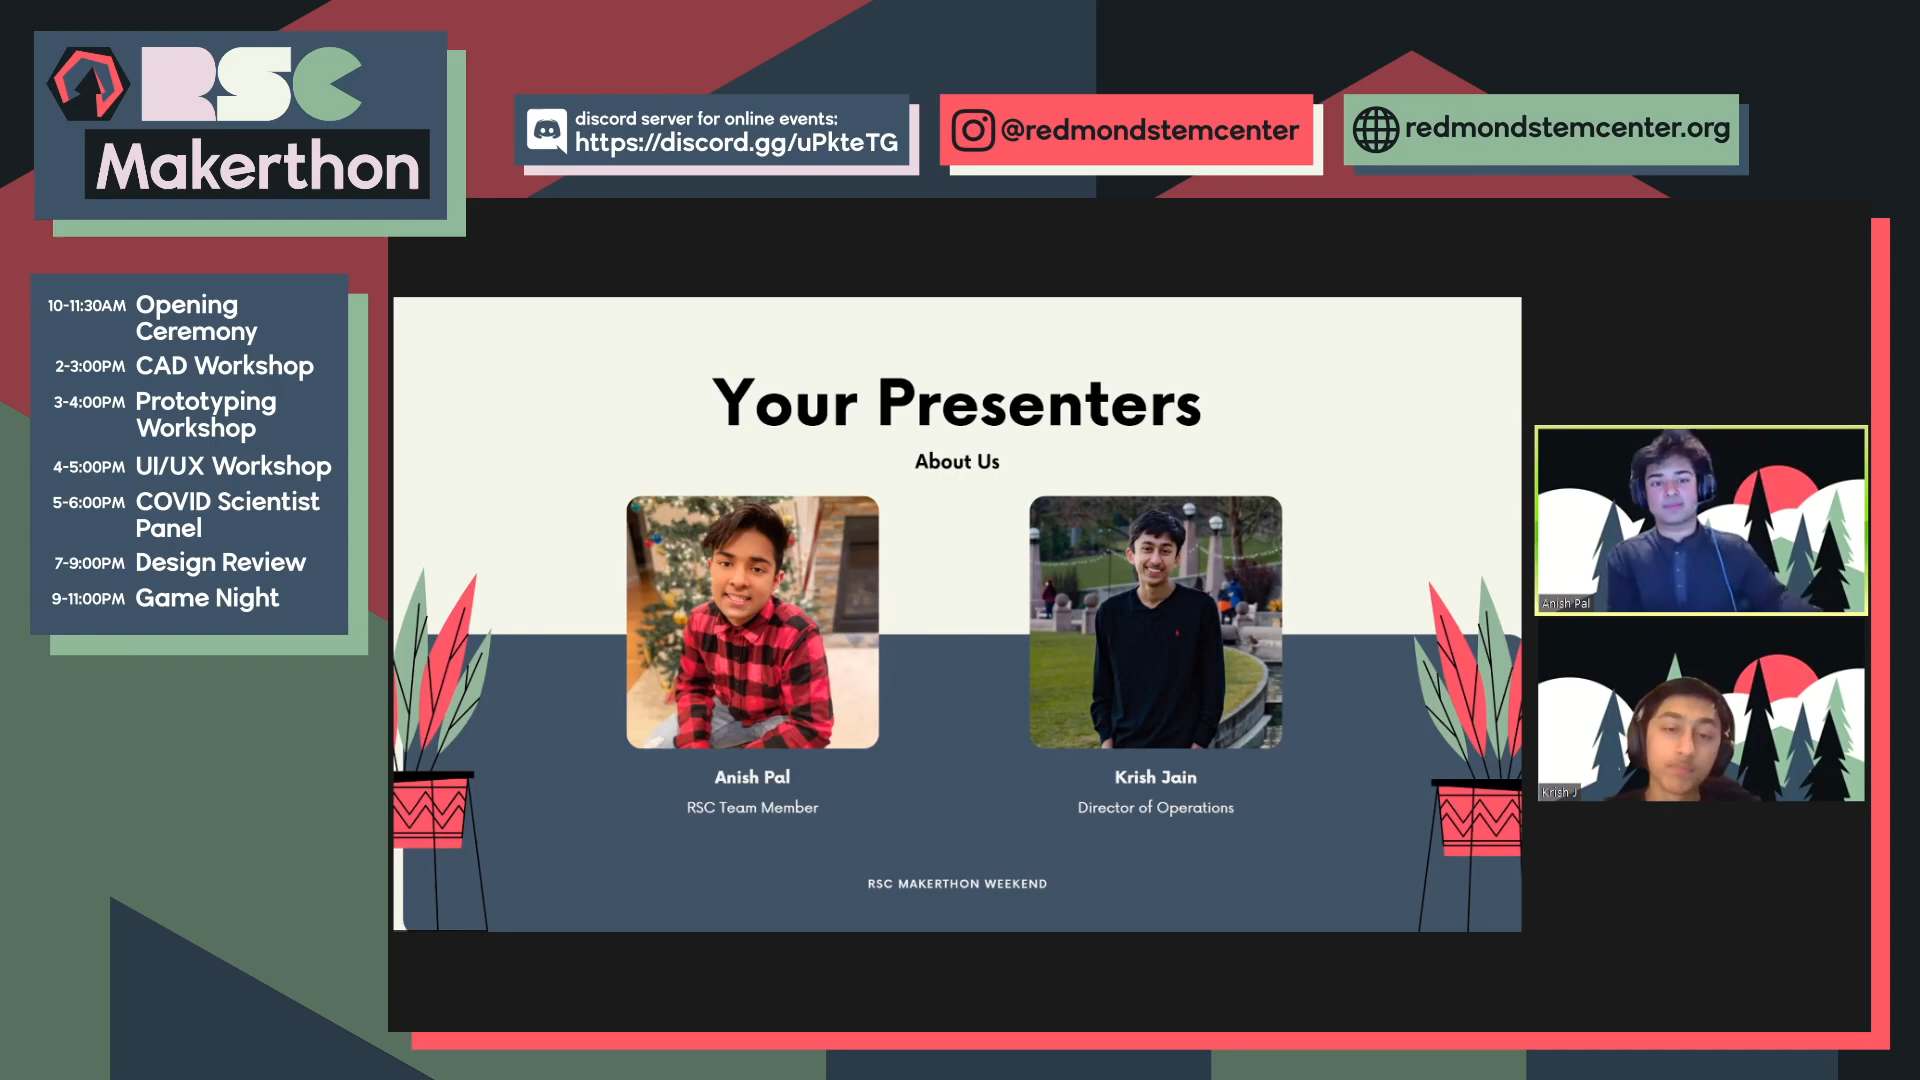 RSC
Makerthon
discord server for online events:
https://discord.gg/uPkteTG
@redmondstemcenter
redmondstemcenter.org
10-11:30AM Opening
Ceremony
2-3:00PM CAD Workshop
3-4:00PM Prototyping
Workshop
4-5:00PM UI/UX Workshop
5-6:00PM COVID Scientist
Panel
7-9:00PM Design Review
9-11:00PM Game Night
Your Presenters
About Us
Anish Pal
RSC Team Member
Krish Jain
Director of Operations
RSC MAKERTHON WEEKEND
Anish Pal
Krish J